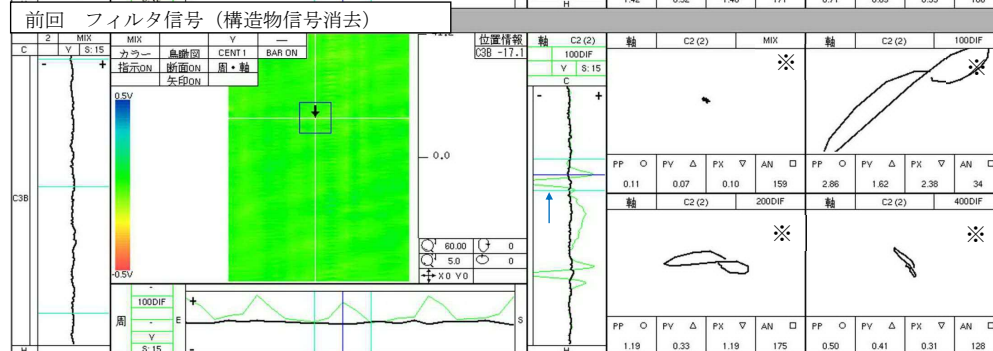 前回 フィルタ信号（構造物信号消去）
2 MIX
C Y S:15
- +
C3B
H
MIX Y —
カラー 鳥瞰図 CENT1 BAR ON
指示ON 断面ON 周・軸
矢印ON
0.5V
-0.5V
位置情報
C3B -17.1
0.0
60.00 0
5.0 0
X0 Y0
100DIF
周 -
Y
S:15
E + - S
軸 C2(2)
100DIF
Y S:15
C
- +
H
軸 C2(2) MIX
※
PP ○ PY △ PX ▽ AN □
0.11 0.07 0.10 159
軸 C2(2) 100DIF
※
PP ○ PY △ PX ▽ AN □
2.86 1.62 2.38 34
軸 C2(2) 200DIF
※
PP ○ PY △ PX ▽ AN □
1.19 0.33 1.19 175
軸 C2(2) 400DIF
※
PP ○ PY △ PX ▽ AN □
0.50 0.41 0.31 128